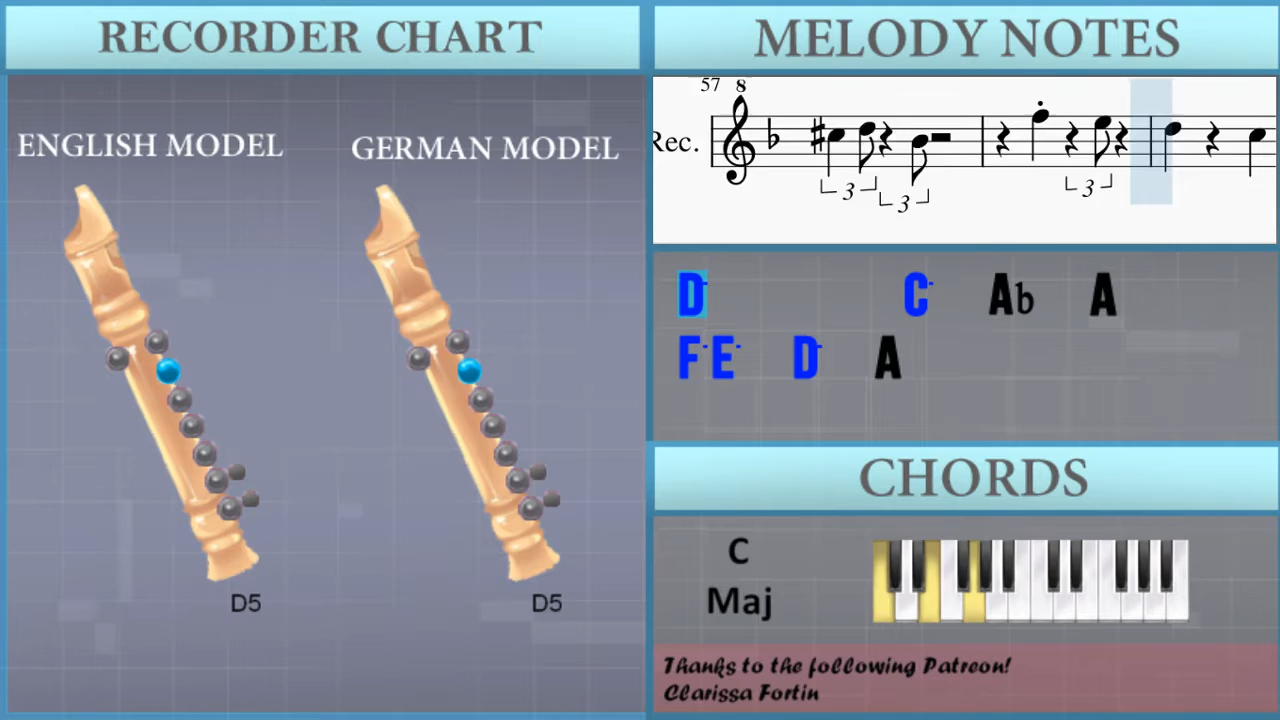 RECORDER CHART
ENGLISH MODEL
GERMAN MODEL
D5
D5
MELODY NOTES
57
8
Rec.
3
3
3
D C Ab A
F E D A
CHORDS
C
Maj
Thanks to the following Patreon!
Clarissa Fortin